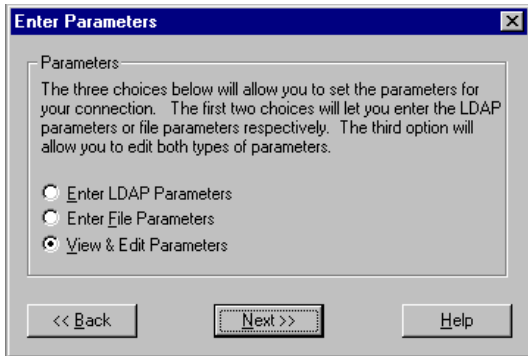 Enter Parameters
Parameters
The three choices below will allow you to set the parameters for
your connection. The first two choices will let you enter the LDAP
parameters or file parameters respectively. The third option will
allow you to edit both types of parameters.
Enter LDAP Parameters
Enter File Parameters
View & Edit Parameters
<< Back Next >> Help